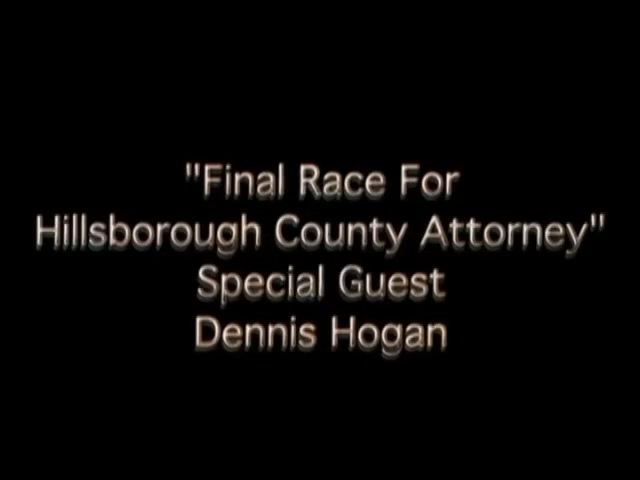 "Final Race For
Hillsborough County Attorney"
Special Guest
Dennis Hogan